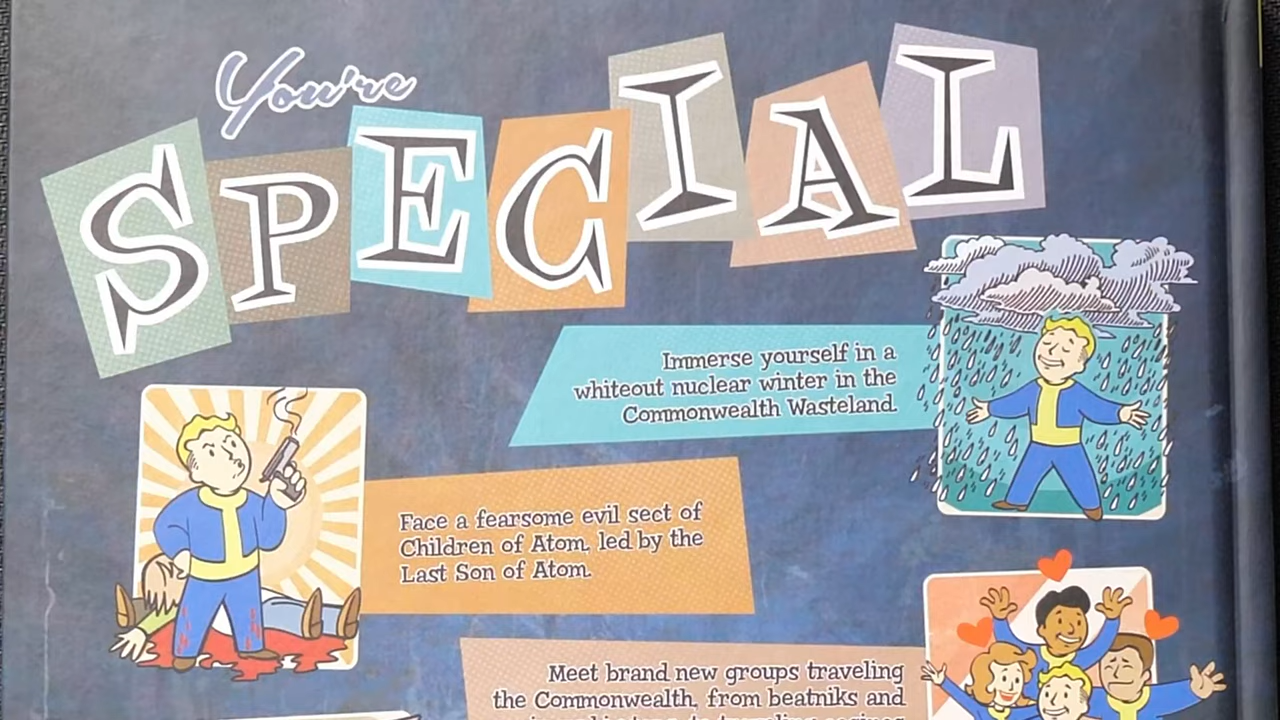 You're
SPECIAL
Immerse yourself in a
whiteout nuclear winter in the
Commonwealth Wasteland.
Face a fearsome evil sect of
Children of Atom, led by the
Last Son of Atom.
Meet brand new groups traveling
the Commonwealth, from beatniks and